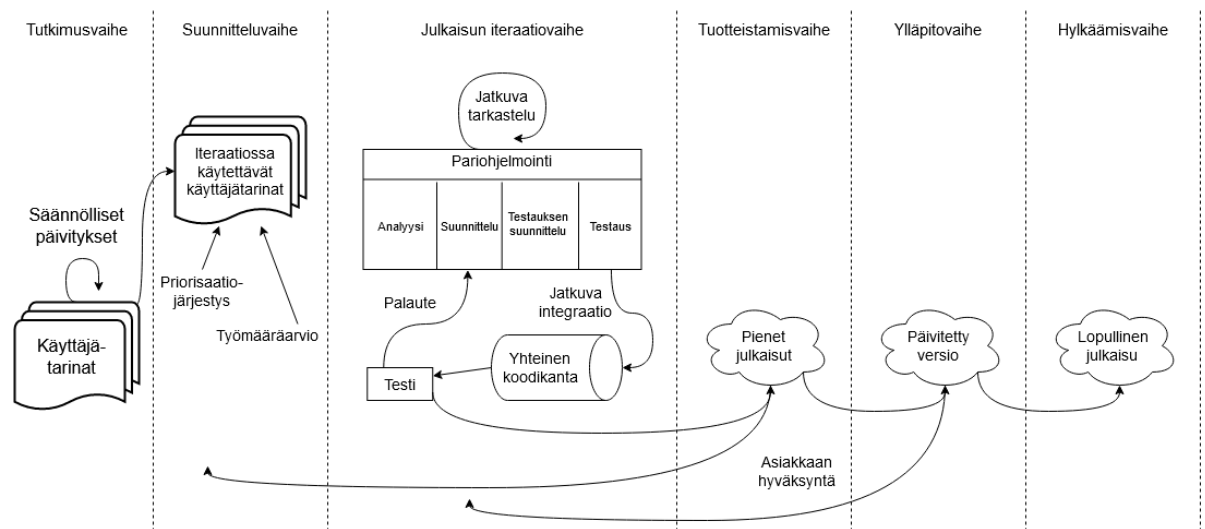 Tutkimusvaihe
Suunnitteluvaihe
Julkaisun iteraatiovaihe
Tuotteistamisvaihe
Ylläpitovaihe
Hylkäämisvaihe
Säännölliset
päivitykset
Käyttäjä-
tarinat
Iteraatiossa
käytettävät
käyttäjätarinat
Priorisaatio-
järjestys
Työmääräarvio
Jatkuva
tarkastelu
Pariohjelmointi
Analyysi
Suunnittelu
Testauksen
suunnittelu
Testaus
Palaute
Jatkuva
integraatio
Testi
Yhteinen
koodikanta
Pienet
julkaisut
Päivitetty
versio
Lopullinen
julkaisu
Asiakkaan
hyväksyntä